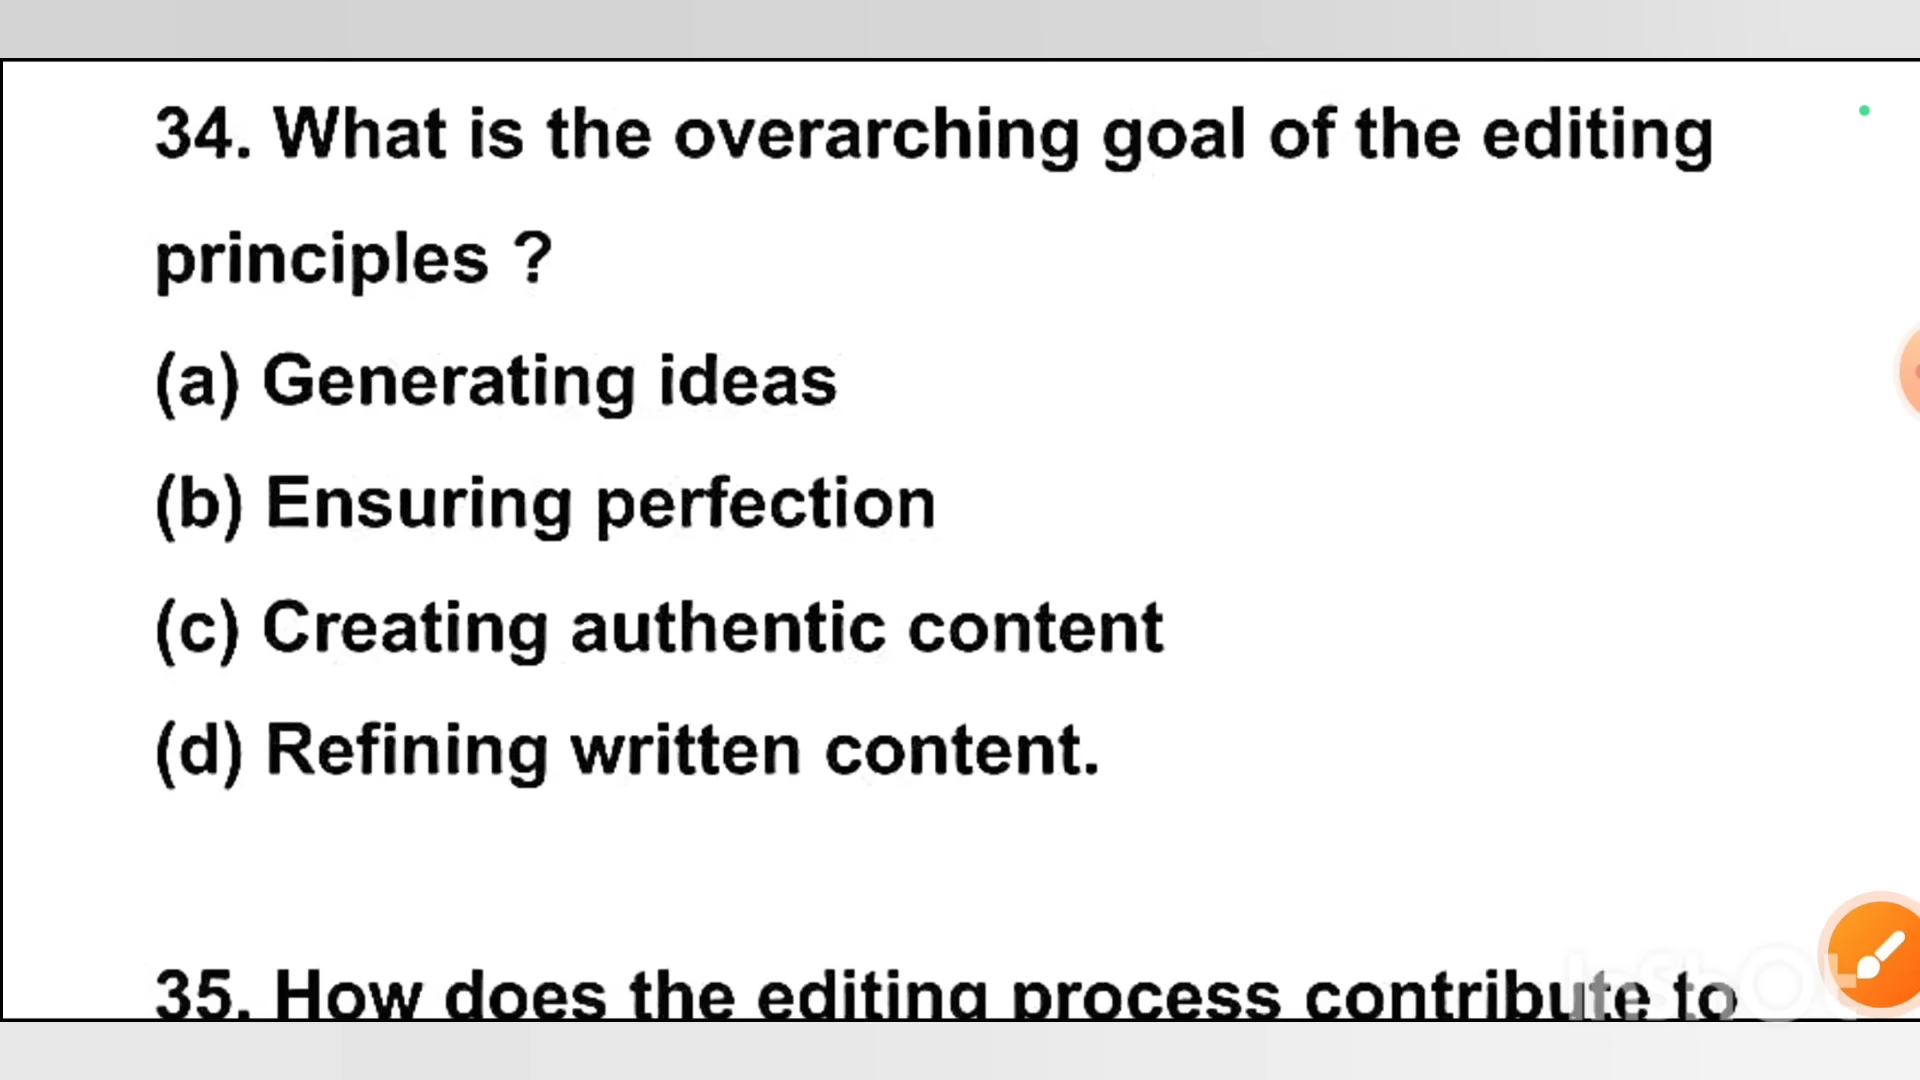 34. What is the overarching goal of the editing
principles ?
(a) Generating ideas
(b) Ensuring perfection
(c) Creating authentic content
(d) Refining written content.
35. How does the editing process contribute to
InShOt